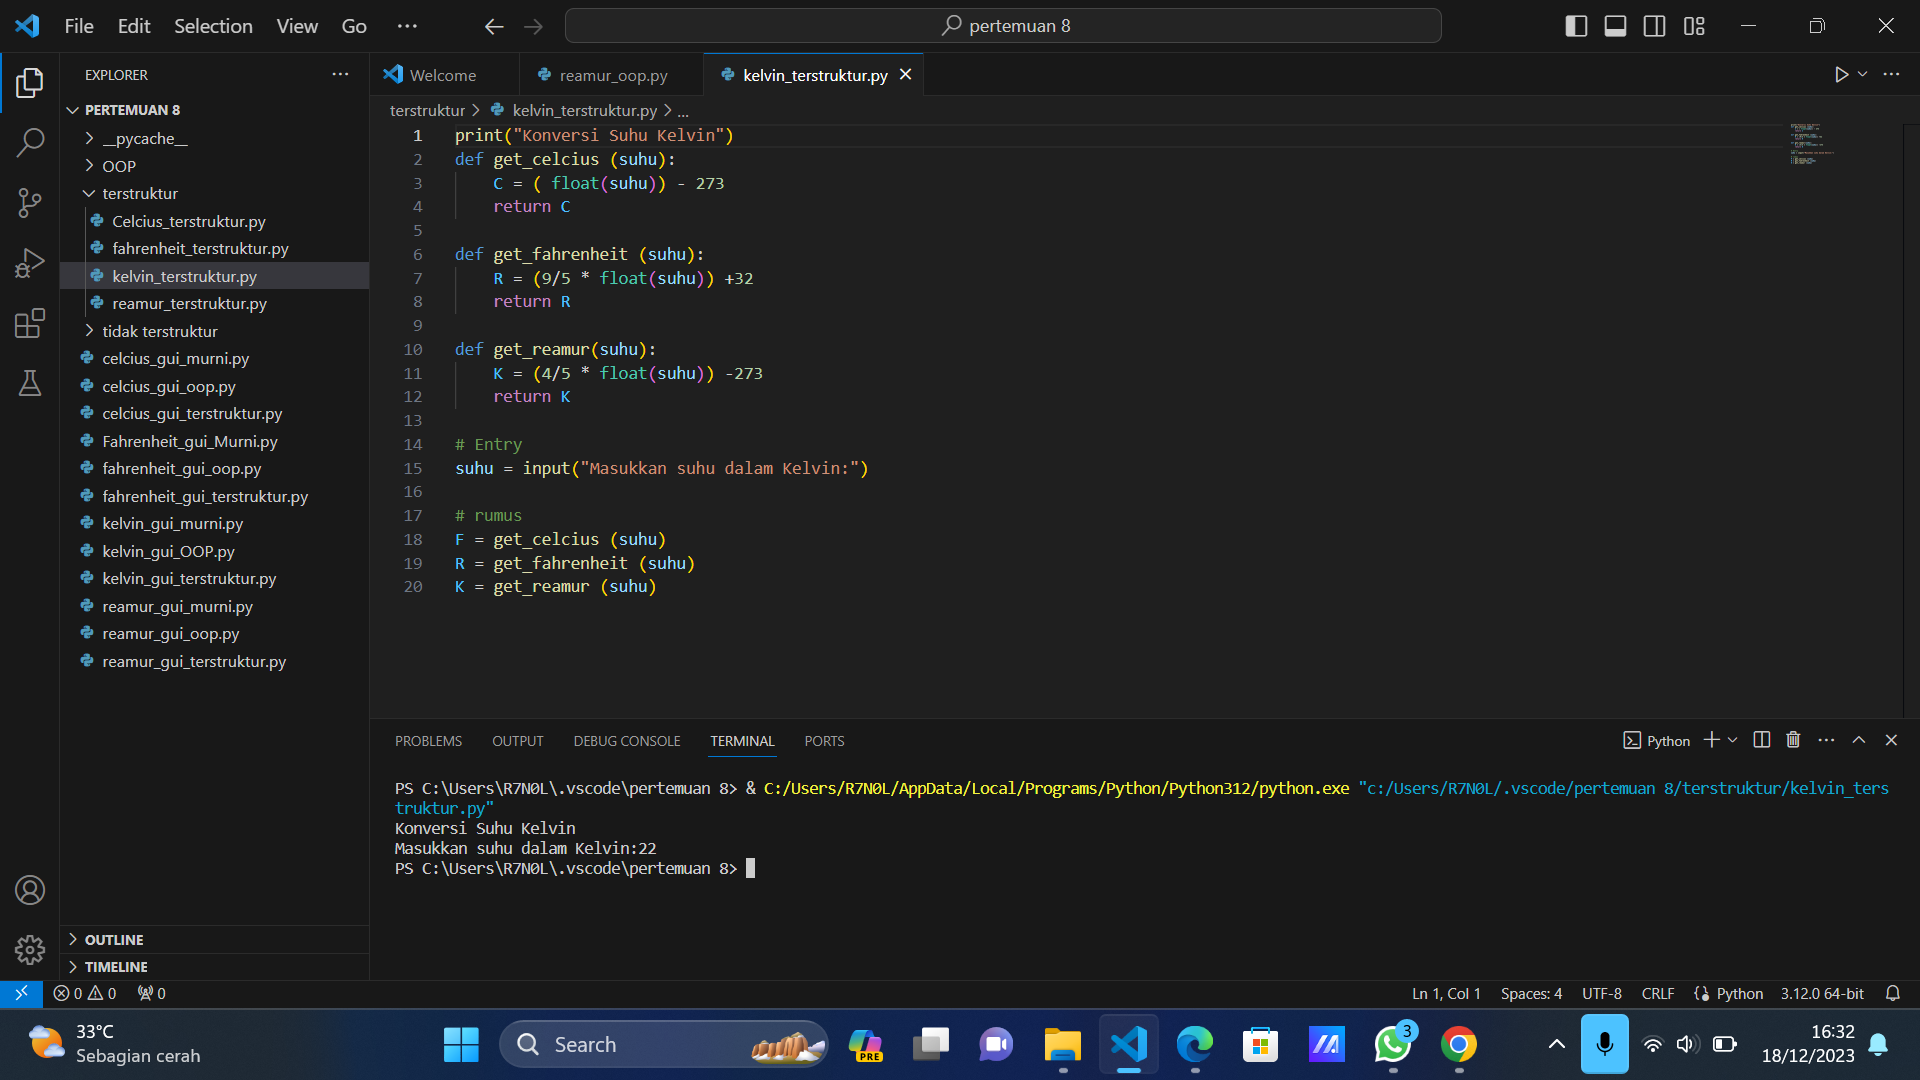 File Edit Selection View Go ··· pertemuan 8
EXPLORER ···
PERTEMUAN 8
__pycache__
OOP
terstruktur
Celcius_terstruktur.py
fahrenheit_terstruktur.py
kelvin_terstruktur.py
reamur_terstruktur.py
tidak terstruktur
celcius_gui_murni.py
celcius_gui_oop.py
celcius_gui_terstruktur.py
Fahrenheit_gui_Murni.py
fahrenheit_gui_oop.py
fahrenheit_gui_terstruktur.py
kelvin_gui_murni.py
kelvin_gui_OOP.py
kelvin_gui_terstruktur.py
reamur_gui_murni.py
reamur_gui_oop.py
reamur_gui_terstruktur.py
OUTLINE
TIMELINE
Welcome reamur_oop.py kelvin_terstruktur.py
terstruktur > kelvin_terstruktur.py > ...
1 print("Konversi Suhu Kelvin")
2 def get_celcius (suhu):
3 C = ( float(suhu)) - 273
4 return C
5
6 def get_fahrenheit (suhu):
7 R = (9/5 * float(suhu)) +32
8 return R
9
10 def get_reamur(suhu):
11 K = (4/5 * float(suhu)) -273
12 return K
13
14 # Entry
15 suhu = input("Masukkan suhu dalam Kelvin:")
16
17 # rumus
18 F = get_celcius (suhu)
19 R = get_fahrenheit (suhu)
20 K = get_reamur (suhu)
PROBLEMS OUTPUT DEBUG CONSOLE TERMINAL PORTS Python
PS C:\Users\R7N0L\.vscode\pertemuan 8> & C:/Users/R7N0L/AppData/Local/Programs/Python/Python312/python.exe "c:/Users/R7N0L/.vscode/pertemuan 8/terstruktur/kelvin_ters
truktur.py"
Konversi Suhu Kelvin
Masukkan suhu dalam Kelvin:22
PS C:\Users\R7N0L\.vscode\pertemuan 8>
0 0 0 Ln 1, Col 1 Spaces: 4 UTF-8 CRLF Python 3.12.0 64-bit
33°C
Sebagian cerah
Search
PRE
3
16:32
18/12/2023